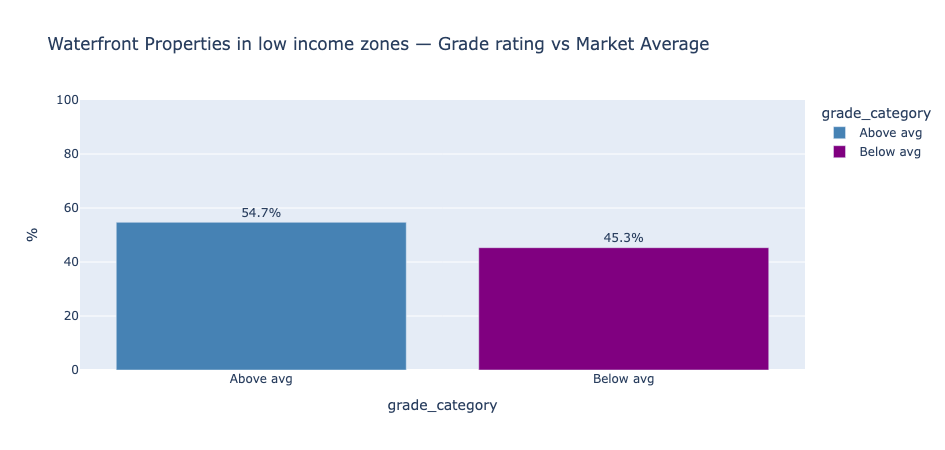 Waterfront Properties in low income zones — Grade rating vs Market Average
%
100
80
60
40
20
0
54.7%
45.3%
Above avg
Below avg
grade_category
grade_category
Above avg
Below avg